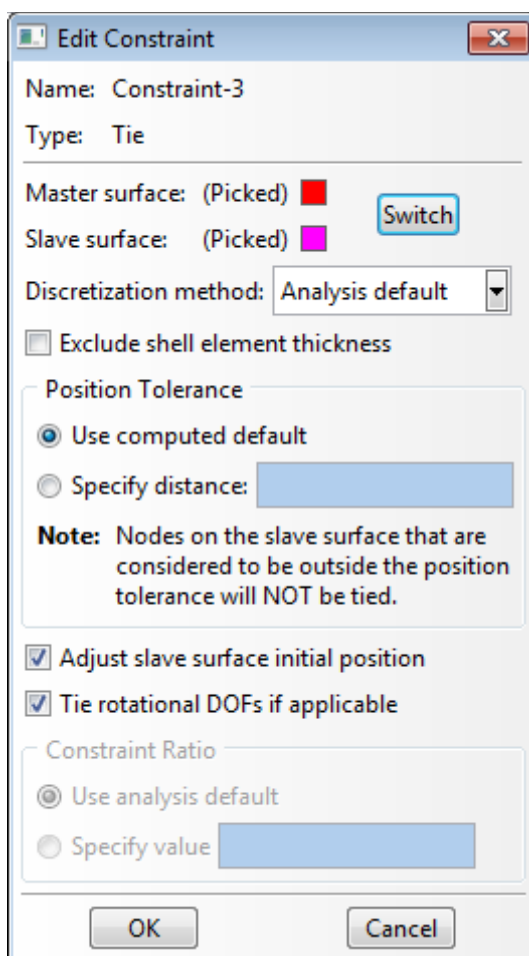 Edit Constraint
Name: Constraint-3
Type: Tie
Master surface: (Picked)
Switch
Slave surface: (Picked)
Discretization method: Analysis default
Exclude shell element thickness
Position Tolerance
Use computed default
Specify distance:
Note: Nodes on the slave surface that are
considered to be outside the position
tolerance will NOT be tied.
Adjust slave surface initial position
Tie rotational DOFs if applicable
Constraint Ratio
Use analysis default
Specify value
OK Cancel